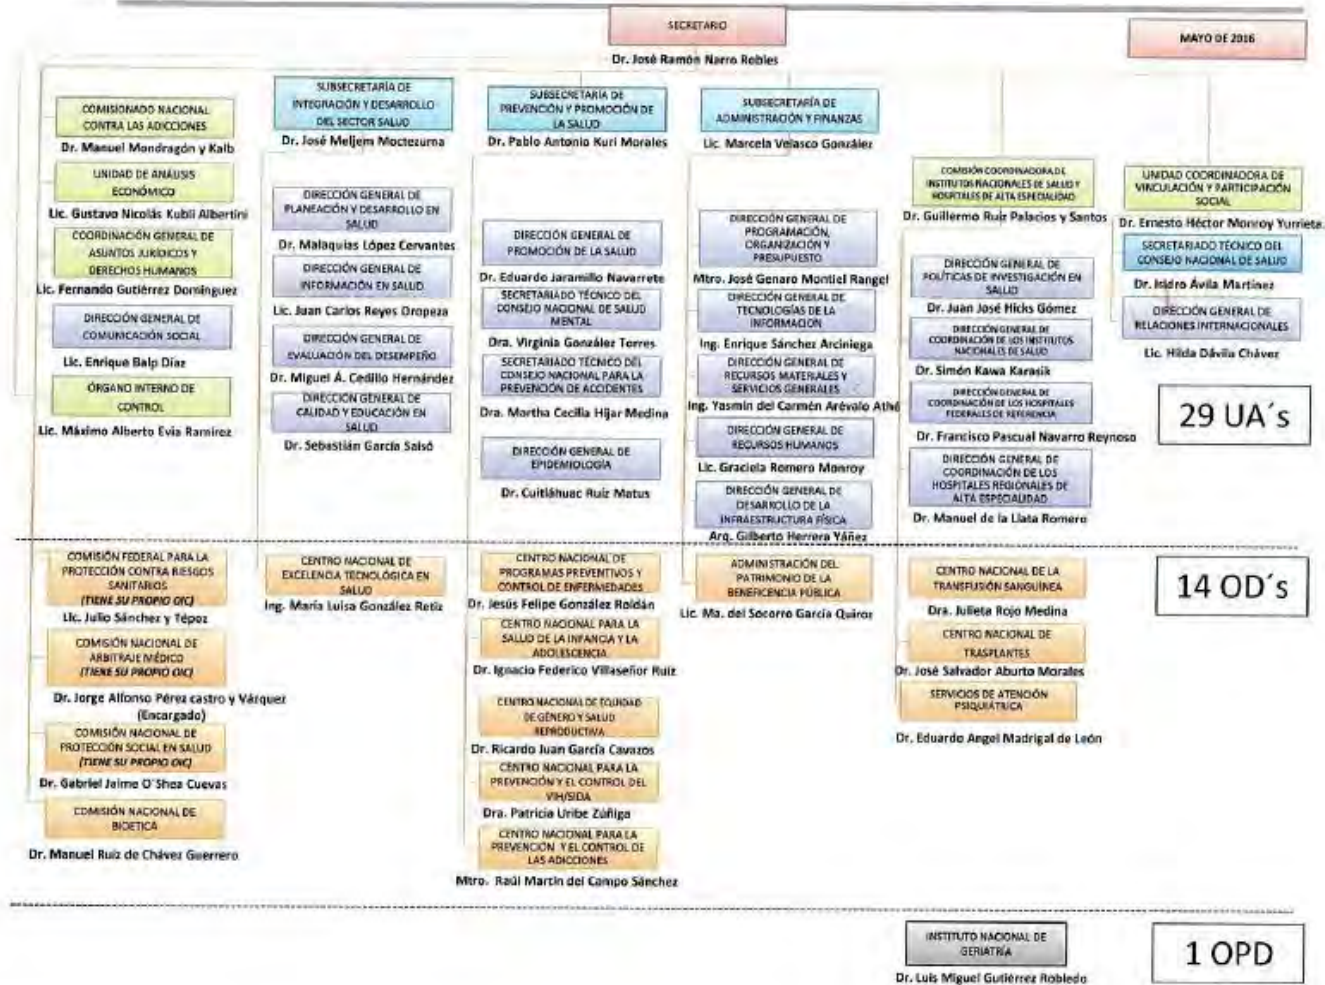 SECRETARIO
Dr. José Ramón Narro Robles
MAYO DE 2016
COMISIONADO NACIONAL
CONTRA LAS ADICCIONES
Dr. Manuel Mondragón y Kalb
UNIDAD DE ANÁLISIS
ECONÓMICO
Lic. Gustavo Nicolás Kubli Albertini
COORDINACIÓN GENERAL DE
ASUNTOS JURÍDICOS Y
DERECHOS HUMANOS
Lic. Fernando Gutiérrez Domínguez
DIRECCIÓN GENERAL DE
COMUNICACIÓN SOCIAL
Lic. Enrique Balp Díaz
ÓRGANO INTERNO DE
CONTROL
Lic. Máximo Alberto Evia Ramírez
SUBSECRETARÍA DE
INTEGRACIÓN Y DESARROLLO
DEL SECTOR SALUD
Dr. José Meljem Moctezuma
DIRECCIÓN GENERAL DE
PLANEACIÓN Y DESARROLLO EN
SALUD
Dr. Malaquías López Cervantes
DIRECCIÓN GENERAL DE
INFORMACIÓN EN SALUD
Lic. Juan Carlos Reyes Oropeza
DIRECCIÓN GENERAL DE
EVALUACIÓN DEL DESEMPEÑO
Dr. Miguel Á. Cedillo Hernández
DIRECCIÓN GENERAL DE
CALIDAD Y EDUCACIÓN EN
SALUD
Dr. Sebastián García Saisó
SUBSECRETARÍA DE
PREVENCIÓN Y PROMOCIÓN DE
LA SALUD
Dr. Pablo Antonio Kuri Morales
DIRECCIÓN GENERAL DE
PROMOCIÓN DE LA SALUD
Dr. Eduardo Jaramillo Navarrete
SECRETARIADO TÉCNICO DEL
CONSEJO NACIONAL DE SALUD
MENTAL
Dra. Virginia González Torres
SECRETARIADO TÉCNICO DEL
CONSEJO NACIONAL PARA LA
PREVENCIÓN DE ACCIDENTES
Dra. Martha Cecilia Hijar Medina
DIRECCIÓN GENERAL DE
EPIDEMIOLOGÍA
Dr. Cuitláhuac Ruiz Matus
SUBSECRETARÍA DE
ADMINISTRACIÓN Y FINANZAS
Lic. Marcela Velasco González
DIRECCIÓN GENERAL DE
PROGRAMACIÓN,
ORGANIZACIÓN Y
PRESUPUESTO
Mtro. José Genaro Montiel Rangel
DIRECCIÓN GENERAL DE
TECNOLOGÍAS DE LA
INFORMACIÓN
Ing. Enrique Sánchez Arciniega
DIRECCIÓN GENERAL DE
RECURSOS MATERIALES Y
SERVICIOS GENERALES
Ing. Yasmin del Carmén Arévalo Athé
DIRECCIÓN GENERAL DE
RECURSOS HUMANOS
Lic. Graciela Romero Monroy
DIRECCIÓN GENERAL DE
DESARROLLO DE LA
INFRAESTRUCTURA FÍSICA
Arq. Gilberto Herrera Yáñez
COMISIÓN COORDINADORA DE
INSTITUTOS NACIONALES DE SALUD Y
HOSPITALES DE ALTA ESPECIALIDAD
Dr. Guillermo Ruiz Palacios y Santos
DIRECCIÓN GENERAL DE
POLÍTICAS DE INVESTIGACIÓN EN
SALUD
Dr. Juan José Hicks Gómez
DIRECCIÓN GENERAL DE
COORDINACIÓN DE LOS INSTITUTOS
NACIONALES DE SALUD
Dr. Simón Kawa Karasik
DIRECCIÓN GENERAL DE
COORDINACIÓN DE LOS HOSPITALES
FEDERALES DE REFERENCIA
Dr. Francisco Pascual Navarro Reynoso
DIRECCIÓN GENERAL DE
COORDINACIÓN DE LOS
HOSPITALES REGIONALES DE
ALTA ESPECIALIDAD
Dr. Manuel de la Llata Romero
UNIDAD COORDINADORA DE
VINCULACIÓN Y PARTICIPACIÓN
SOCIAL
Dr. Ernesto Héctor Monroy Yurrieta
SECRETARIADO TÉCNICO DEL
CONSEJO NACIONAL DE SALUD
Dr. Isidro Ávila Martínez
DIRECCIÓN GENERAL DE
RELACIONES INTERNACIONALES
Lic. Hilda Dávila Chávez
29 UA´s
COMISIÓN FEDERAL PARA LA
PROTECCIÓN CONTRA RIESGOS
SANITARIOS
(TIENE SU PROPIO OIC)
Lic. Julio Sánchez y Tépoz
COMISIÓN NACIONAL DE
ARBITRAJE MÉDICO
(TIENE SU PROPIO OIC)
Dr. Jorge Alfonso Pérez castro y Vázquez
(Encargado)
COMISIÓN NACIONAL DE
PROTECCIÓN SOCIAL EN SALUD
(TIENE SU PROPIO OIC)
Dr. Gabriel Jaime O´Shea Cuevas
COMISIÓN NACIONAL DE
BIOETICA
Dr. Manuel Ruiz de Chávez Guerrero
CENTRO NACIONAL DE
EXCELENCIA TECNOLÓGICA EN
SALUD
Ing. María Luisa González Retiz
CENTRO NACIONAL DE
PROGRAMAS PREVENTIVOS Y
CONTROL DE ENFERMEDADES
Dr. Jesús Felipe González Roldán
CENTRO NACIONAL PARA LA
SALUD DE LA INFANCIA Y LA
ADOLESCENCIA
Dr. Ignacio Federico Villaseñor Ruiz
CENTRO NACIONAL DE EQUIDAD
DE GÉNERO Y SALUD
REPRODUCTIVA
Dr. Ricardo Juan García Cavazos
CENTRO NACIONAL PARA LA
PREVENCIÓN Y EL CONTROL DEL
VIH/SIDA
Dra. Patricia Uribe Zúñiga
CENTRO NACIONAL PARA LA
PREVENCIÓN Y EL CONTROL DE
LAS ADICCIONES
Mtro. Raúl Martín del Campo Sánchez
ADMINISTRACIÓN DEL
PATRIMONIO DE LA
BENEFICENCIA PÚBLICA
Lic. Ma. del Socorro García Quiroz
CENTRO NACIONAL DE LA
TRANSFUSIÓN SANGUÍNEA
Dra. Julieta Rojo Medina
CENTRO NACIONAL DE
TRASPLANTES
Dr. José Salvador Aburto Morales
SERVICIOS DE ATENCIÓN
PSIQUIÁTRICA
Dr. Eduardo Angel Madrigal de León
14 OD´s
INSTITUTO NACIONAL DE
GERIATRÍA
Dr. Luis Miguel Gutiérrez Robledo
1 OPD